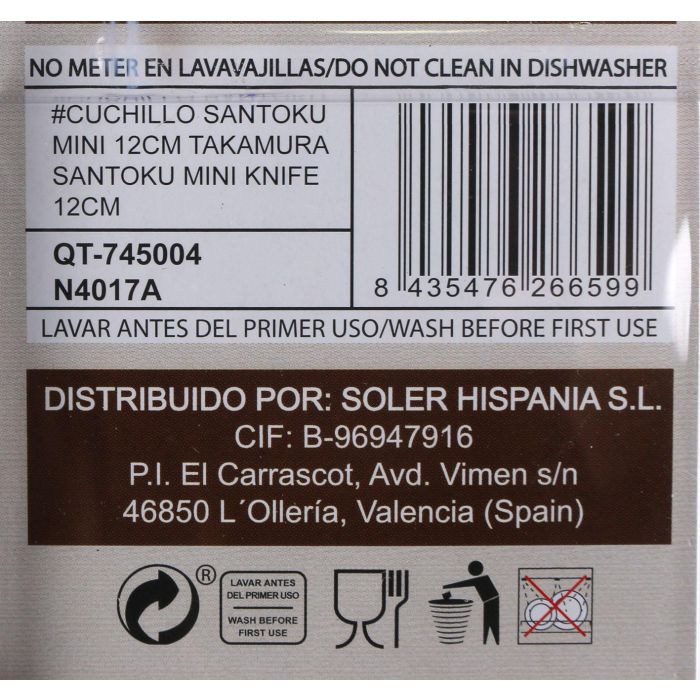 NO METER EN LAVAVAJILLAS/DO NOT CLEAN IN DISHWASHER
#CUCHILLO SANTOKU
MINI 12CM TAKAMURA
SANTOKU MINI KNIFE
12CM
QT-745004
N4017A
8 435476 266599
LAVAR ANTES DEL PRIMER USO/WASH BEFORE FIRST USE
DISTRIBUIDO POR: SOLER HISPANIA S.L.
CIF: B-96947916
P.I. El Carrascot, Avd. Vimen s/n
46850 L´Ollería, Valencia (Spain)
®
LAVAR ANTES
DEL PRIMER USO
WASH BEFORE
FIRST USE